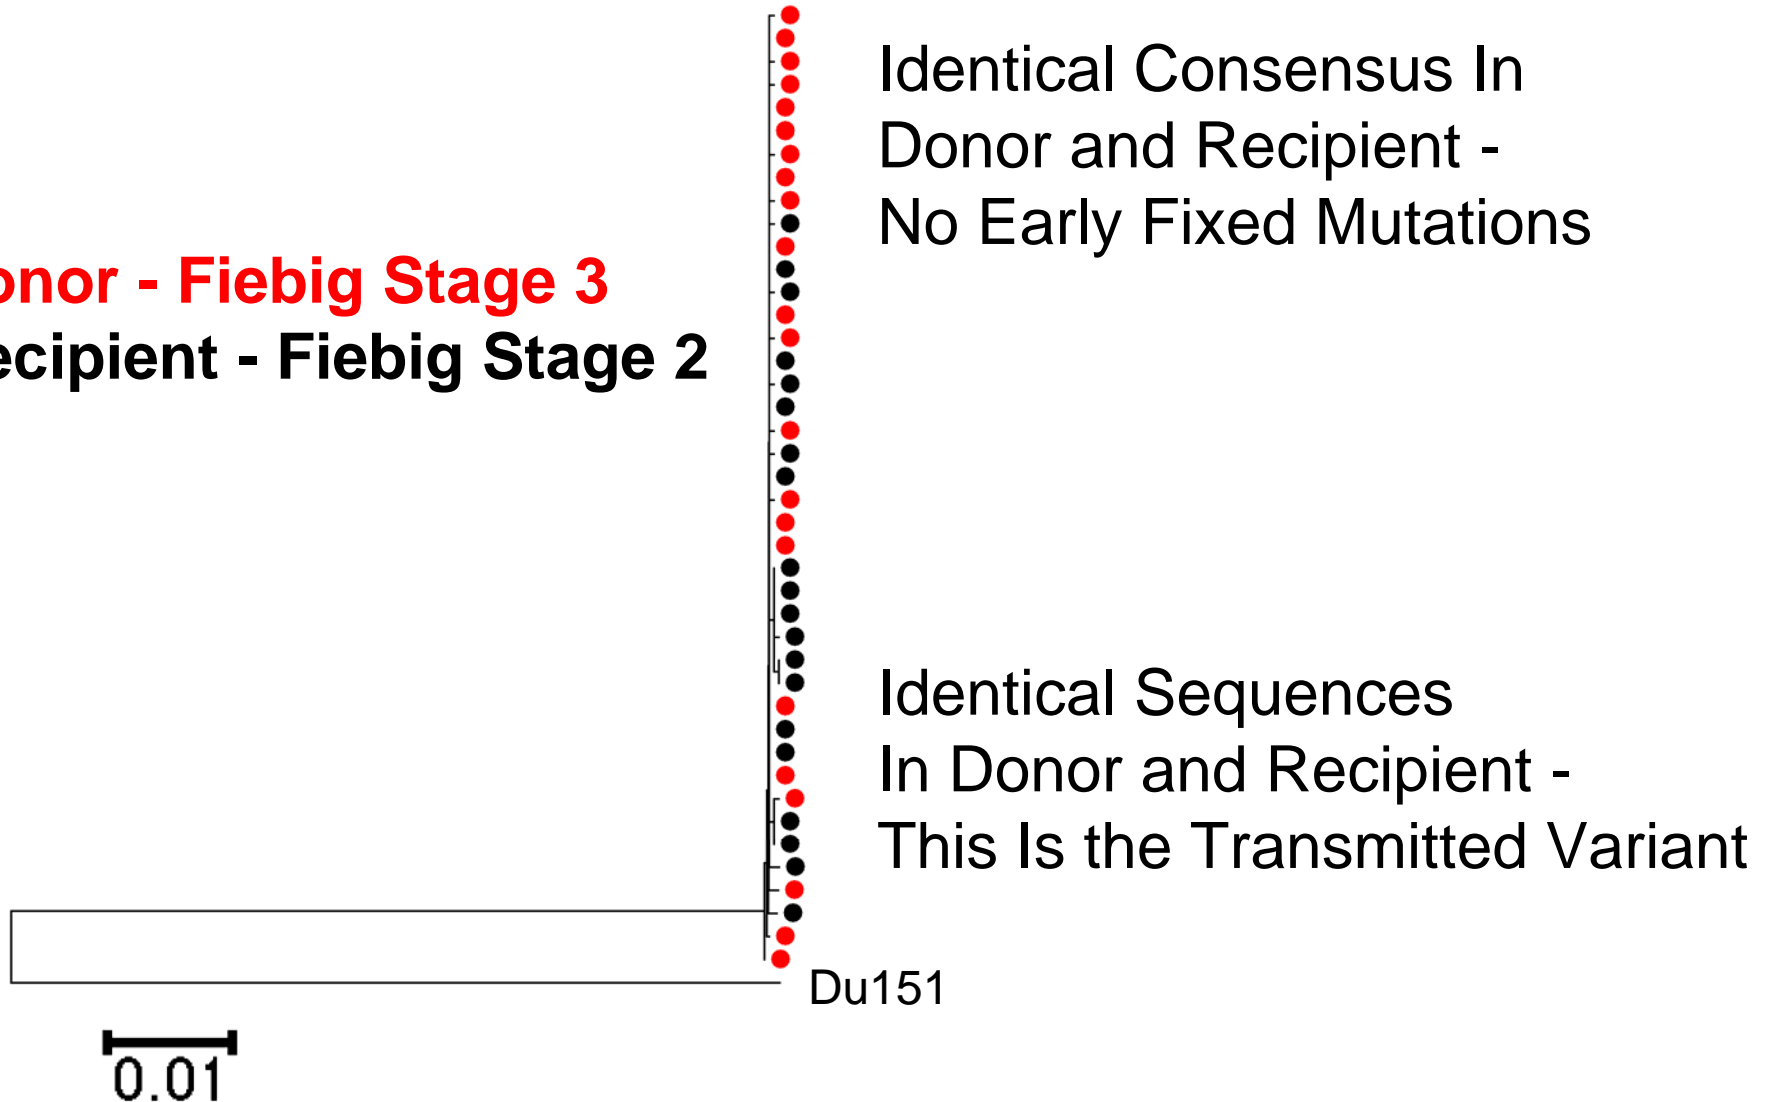 Identical Consensus In
Donor and Recipient -
No Early Fixed Mutations
onor - Fiebig Stage 3
ecipient - Fiebig Stage 2
Identical Sequences
In Donor and Recipient -
This Is the Transmitted Variant
Du151
0.01